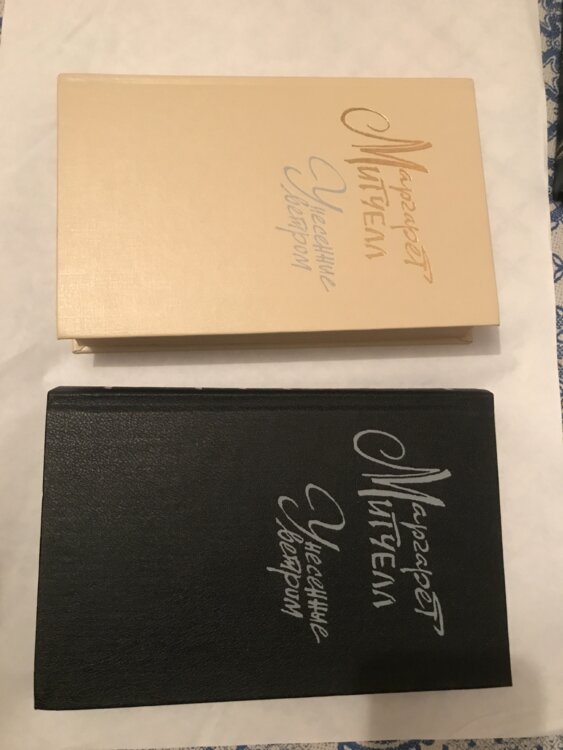 Маргарет
Митчелл
Унесенные
ветром
Маргарет
Митчелл
Унесенные
ветром